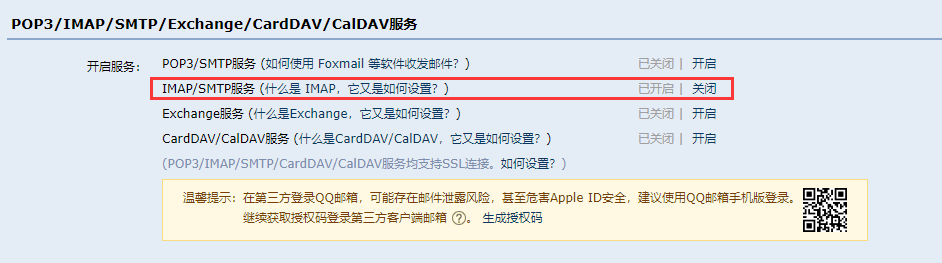 POP3/IMAP/SMTP/Exchange/CardDAV/CalDAV服务
开启服务： POP3/SMTP服务 (如何使用 Foxmail 等软件收发邮件？) 已关闭 | 开启
IMAP/SMTP服务 (什么是 IMAP，它又是如何设置？) 已开启 | 关闭
Exchange服务 (什么是Exchange，它又是如何设置？) 已关闭 | 开启
CardDAV/CalDAV服务 (什么是CardDAV/CalDAV，它又是如何设置？) 已关闭 | 开启
(POP3/IMAP/SMTP/CardDAV/CalDAV服务均支持SSL连接。如何设置？)
温馨提示：在第三方登录QQ邮箱，可能存在邮件泄露风险，甚至危害Apple ID安全，建议使用QQ邮箱手机版登录。
继续获取授权码登录第三方客户端邮箱 ?。 生成授权码